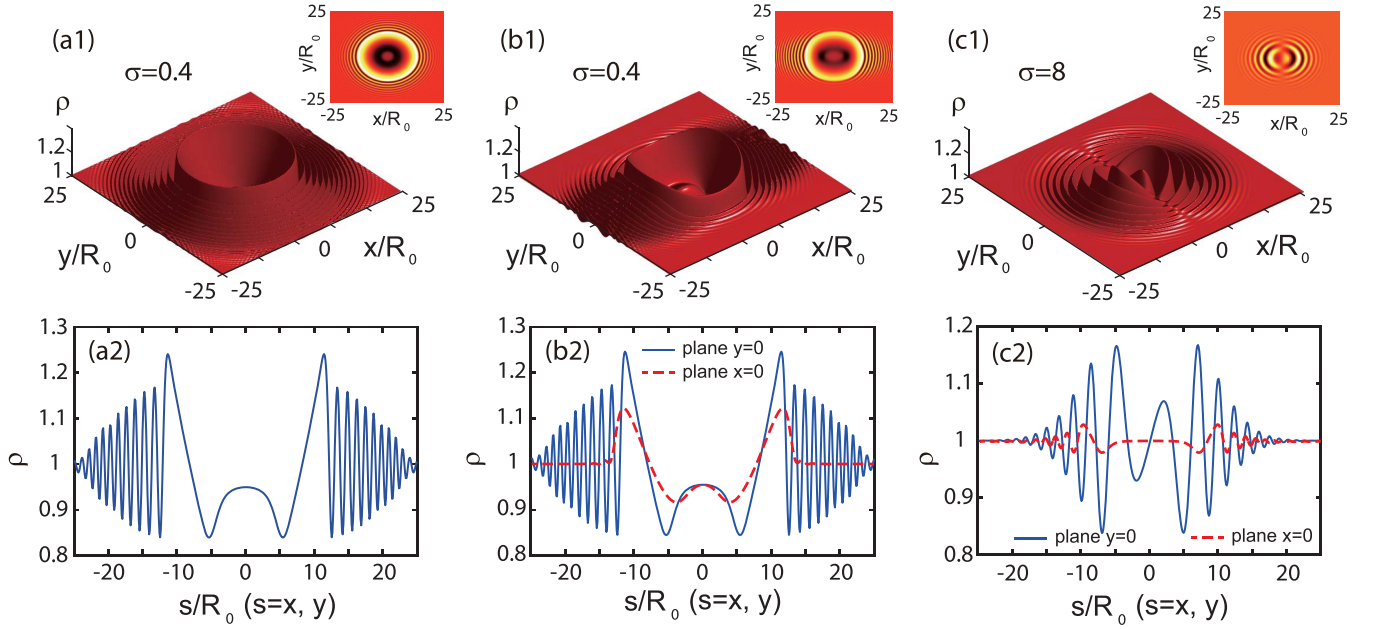 (a1)
σ=0.4
ρ
1.2
1
25
0
-25
y/R0
-25
0
25
x/R0
25
y/R0
-25
-25
x/R0
25
(b1)
σ=0.4
ρ
1.2
1
25
0
-25
y/R0
-25
0
25
x/R0
25
y/R0
-25
-25
x/R0
25
(c1)
σ=8
ρ
1.2
1
25
0
-25
y/R0
-25
0
25
x/R0
25
y/R0
-25
-25
x/R0
25
(a2)
1.3
1.2
1.1
1
0.9
0.8
ρ
-20 -10 0 10 20
s/R0 (s=x, y)
(b2)
plane y=0
plane x=0
1.3
1.2
1.1
1
0.9
0.8
ρ
-20 -10 0 10 20
s/R0 (s=x, y)
(c2)
1.2
1.1
1
0.9
0.8
ρ
plane y=0 plane x=0
-20 -10 0 10 20
s/R0 (s=x, y)